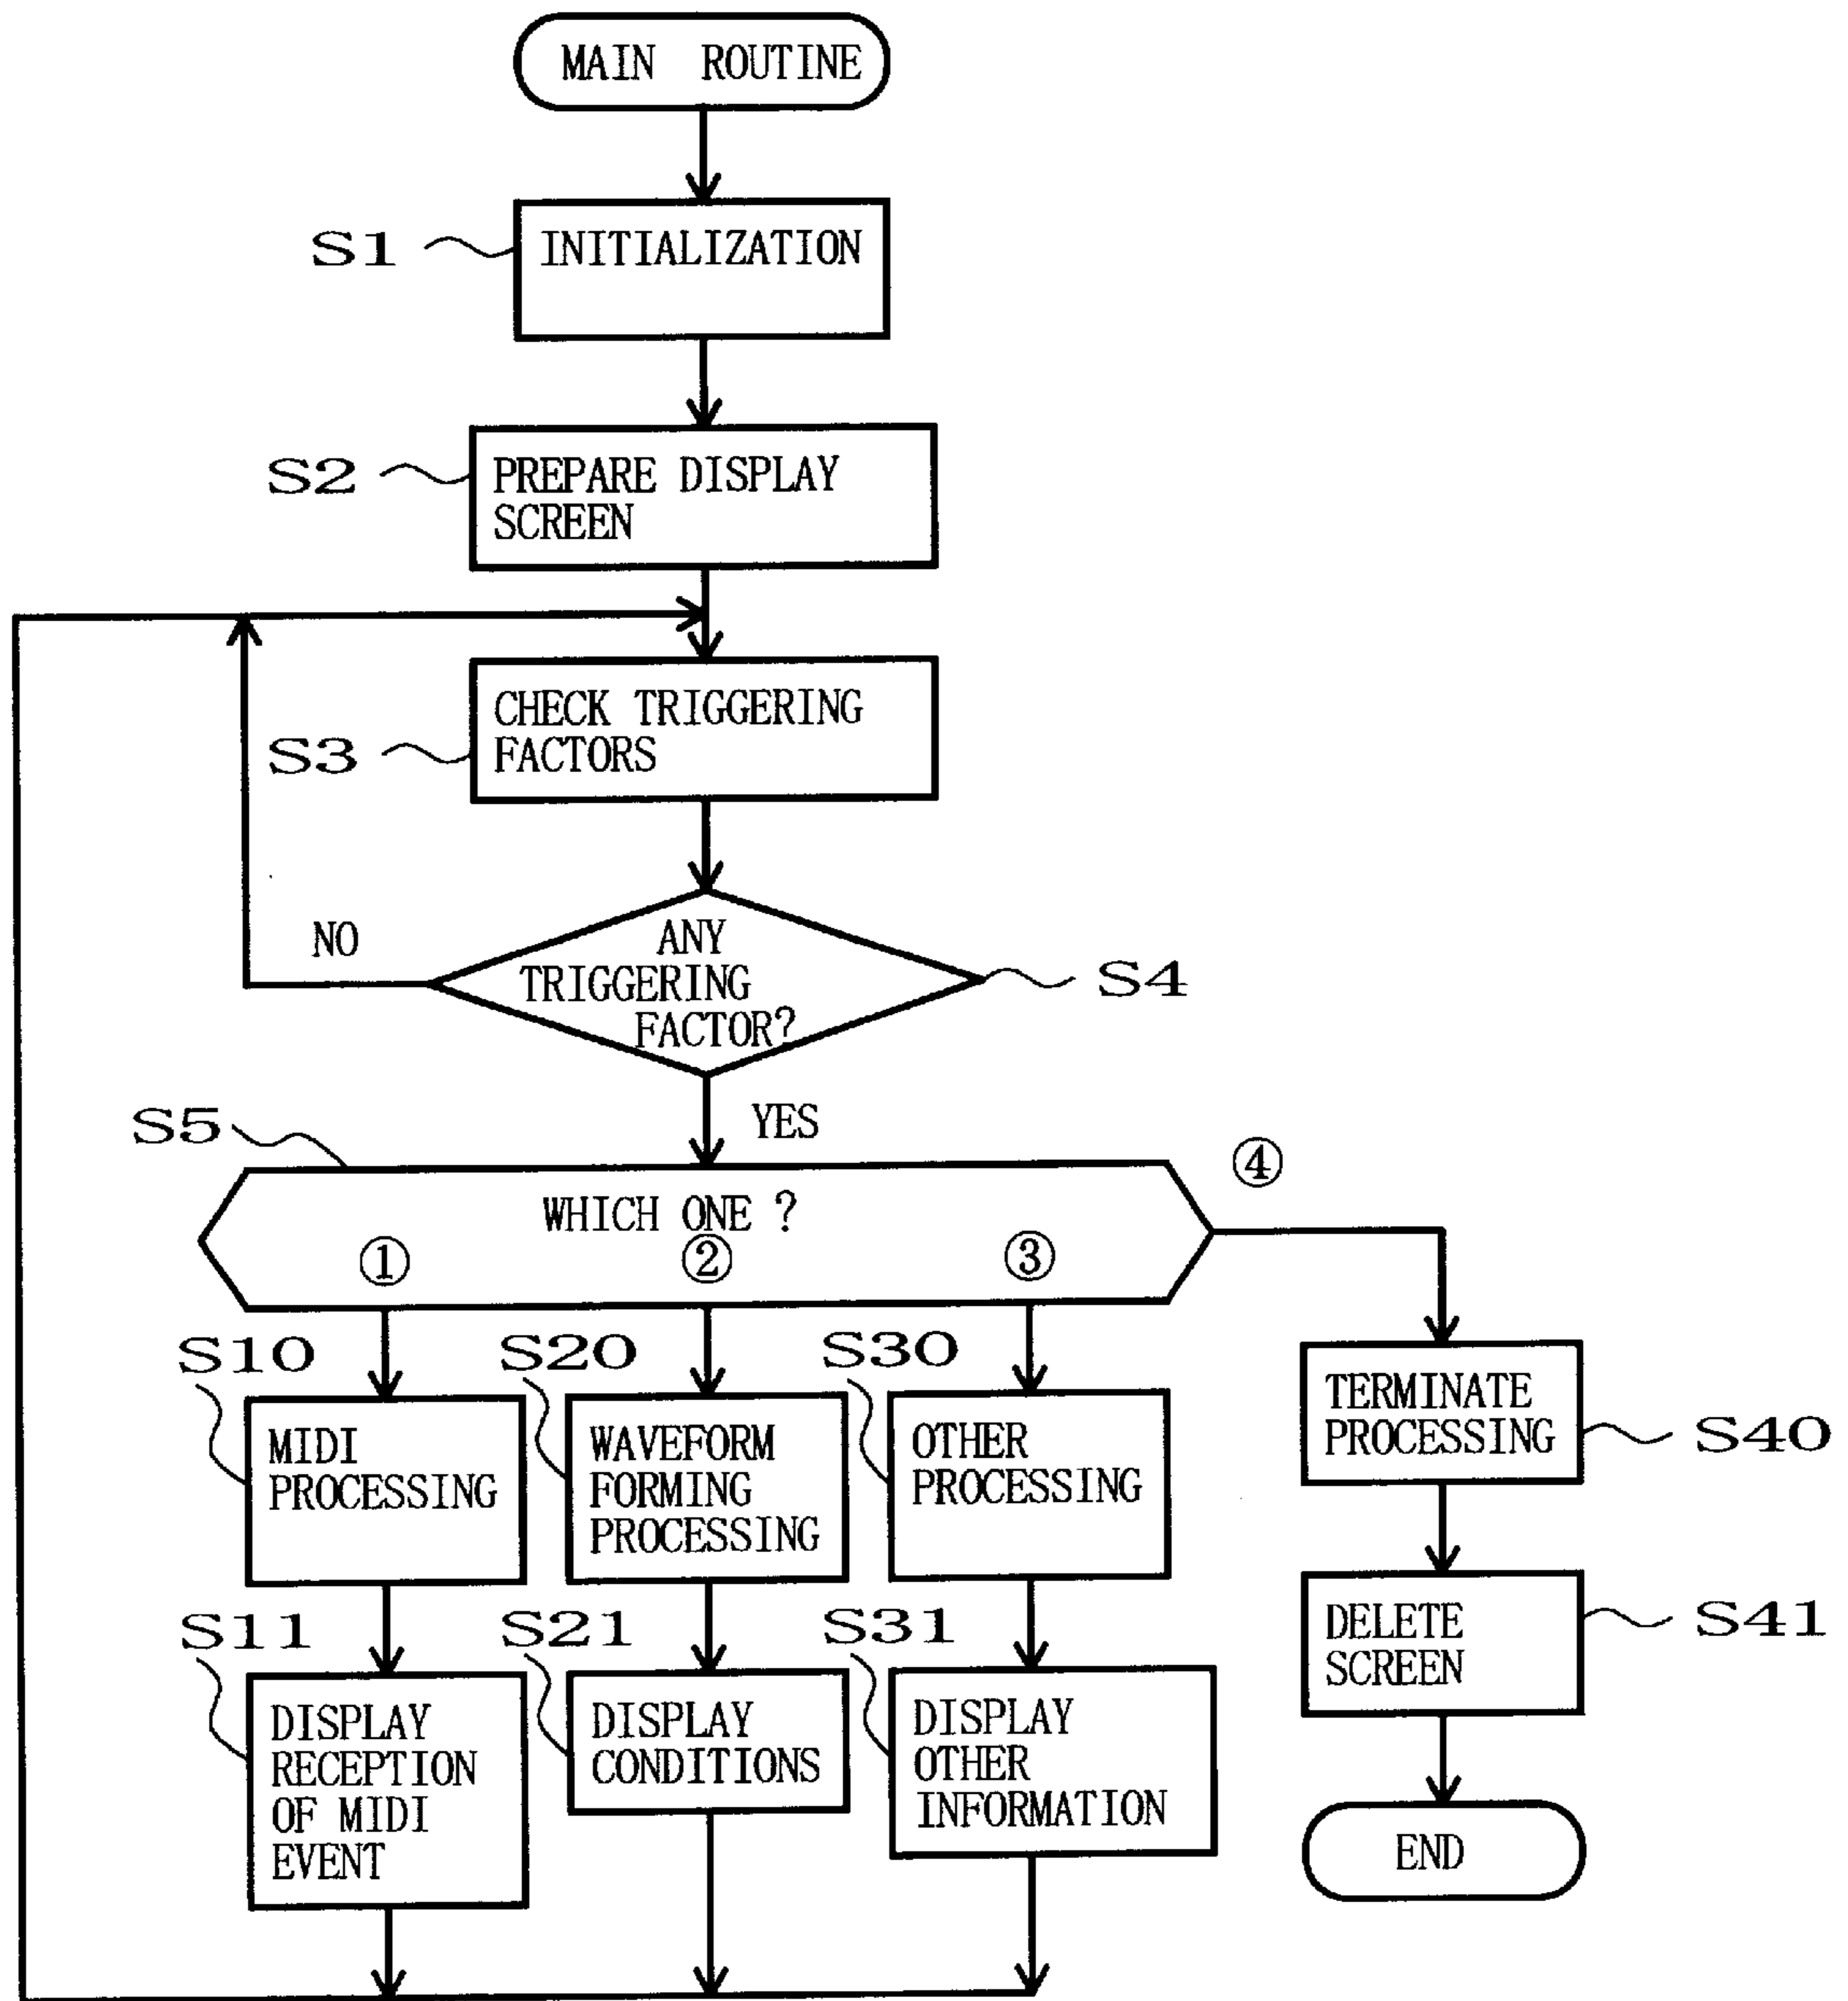 MAIN ROUTINE
S1
INITIALIZATION
S2
PREPARE DISPLAY
SCREEN
S3
CHECK TRIGGERING
FACTORS
NO
ANY
TRIGGERING
FACTOR?
S4
YES
S5
WHICH ONE ?
① ② ③
④
S10
MIDI
PROCESSING
S20
WAVEFORM
FORMING
PROCESSING
S30
OTHER
PROCESSING
TERMINATE
PROCESSING
S40
S11
DISPLAY
RECEPTION
OF MIDI
EVENT
S21
DISPLAY
CONDITIONS
S31
DISPLAY
OTHER
INFORMATION
DELETE
SCREEN
S41
END